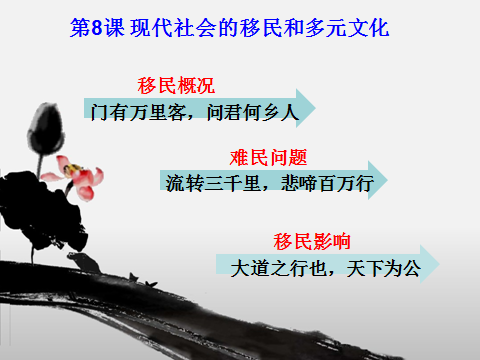 第8课 现代社会的移民和多元文化
移民概况
门有万里客，问君何乡人
难民问题
流转三千里，悲啼百万行
移民影响
大道之行也，天下为公